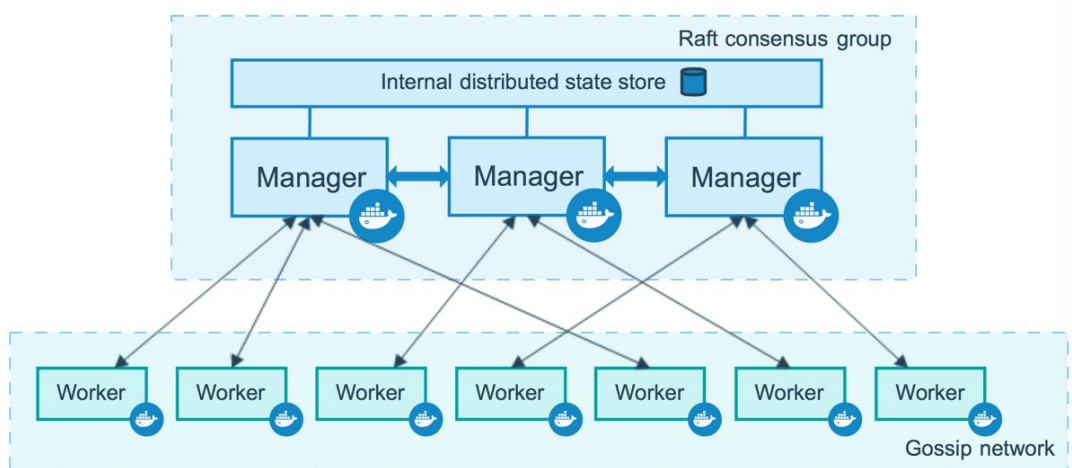 Raft consensus group
Internal distributed state store
Manager
Manager
Manager
Worker
Worker
Worker
Worker
Worker
Worker
Worker
Gossip network